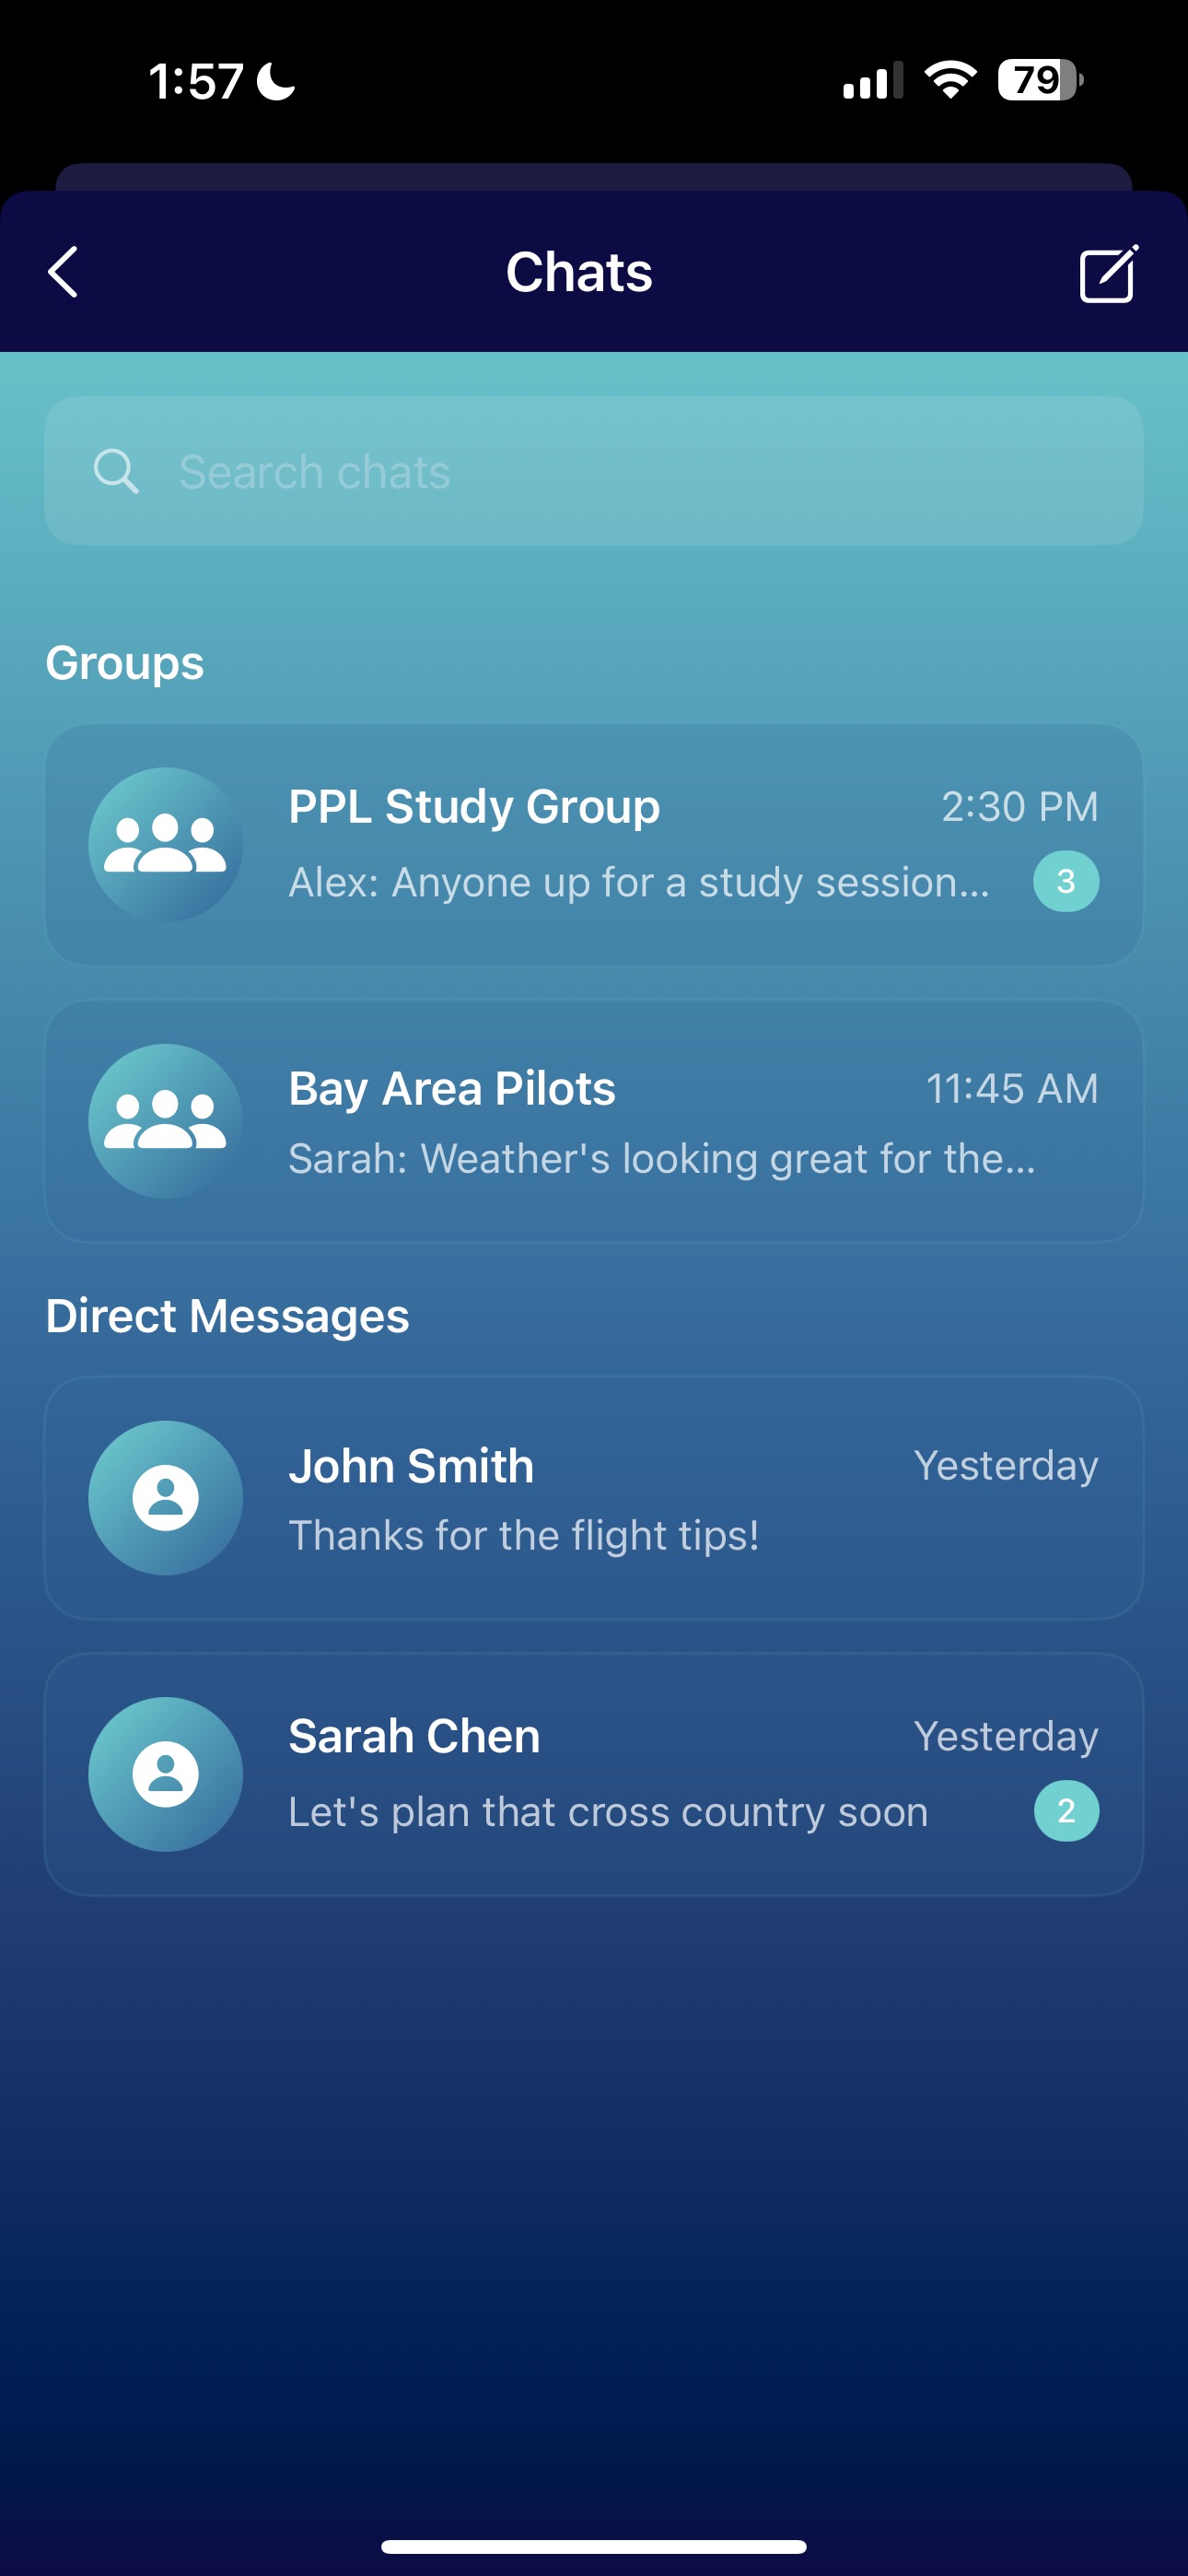 1:57
79
Chats
Search chats
Groups
PPL Study Group 2:30 PM
Alex: Anyone up for a study session... 3
Bay Area Pilots 11:45 AM
Sarah: Weather's looking great for the...
Direct Messages
John Smith Yesterday
Thanks for the flight tips!
Sarah Chen Yesterday
Let's plan that cross country soon 2